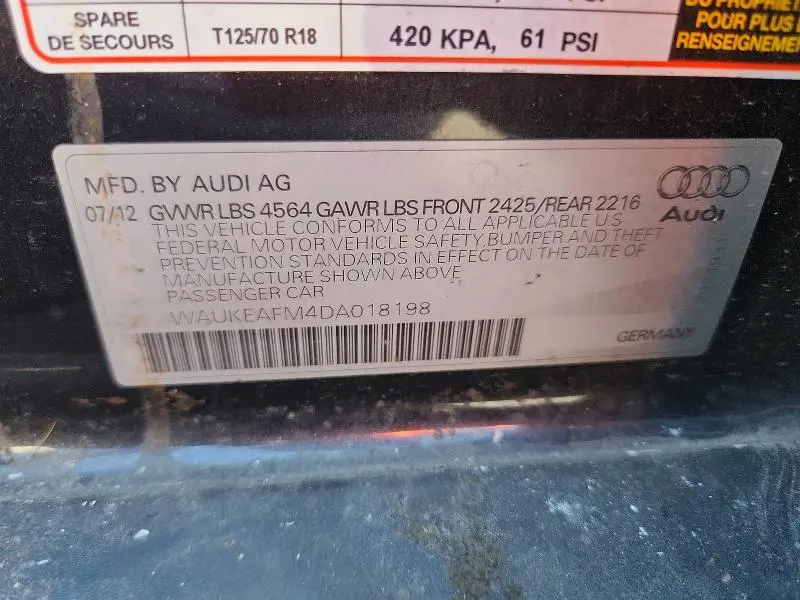 SPARE
DE SECOURS T125/70 R18 420 KPA, 61 PSI
POUR PLUS
RENSEIGNEME
MFD. BY AUDI AG
07/12 GVWR LBS 4564 GAWR LBS FRONT 2425/REAR 2216
Audi
THIS VEHICLE CONFORMS TO ALL APPLICABLE U.S
FEDERAL MOTOR VEHICLE SAFETY,BUMPER AND THEFT
PREVENTION STANDARDS IN EFFECT ON THE DATE OF
MANUFACTURE SHOWN ABOVE
PASSENGER CAR
WAUKEAFM4DA018198
GERMANY